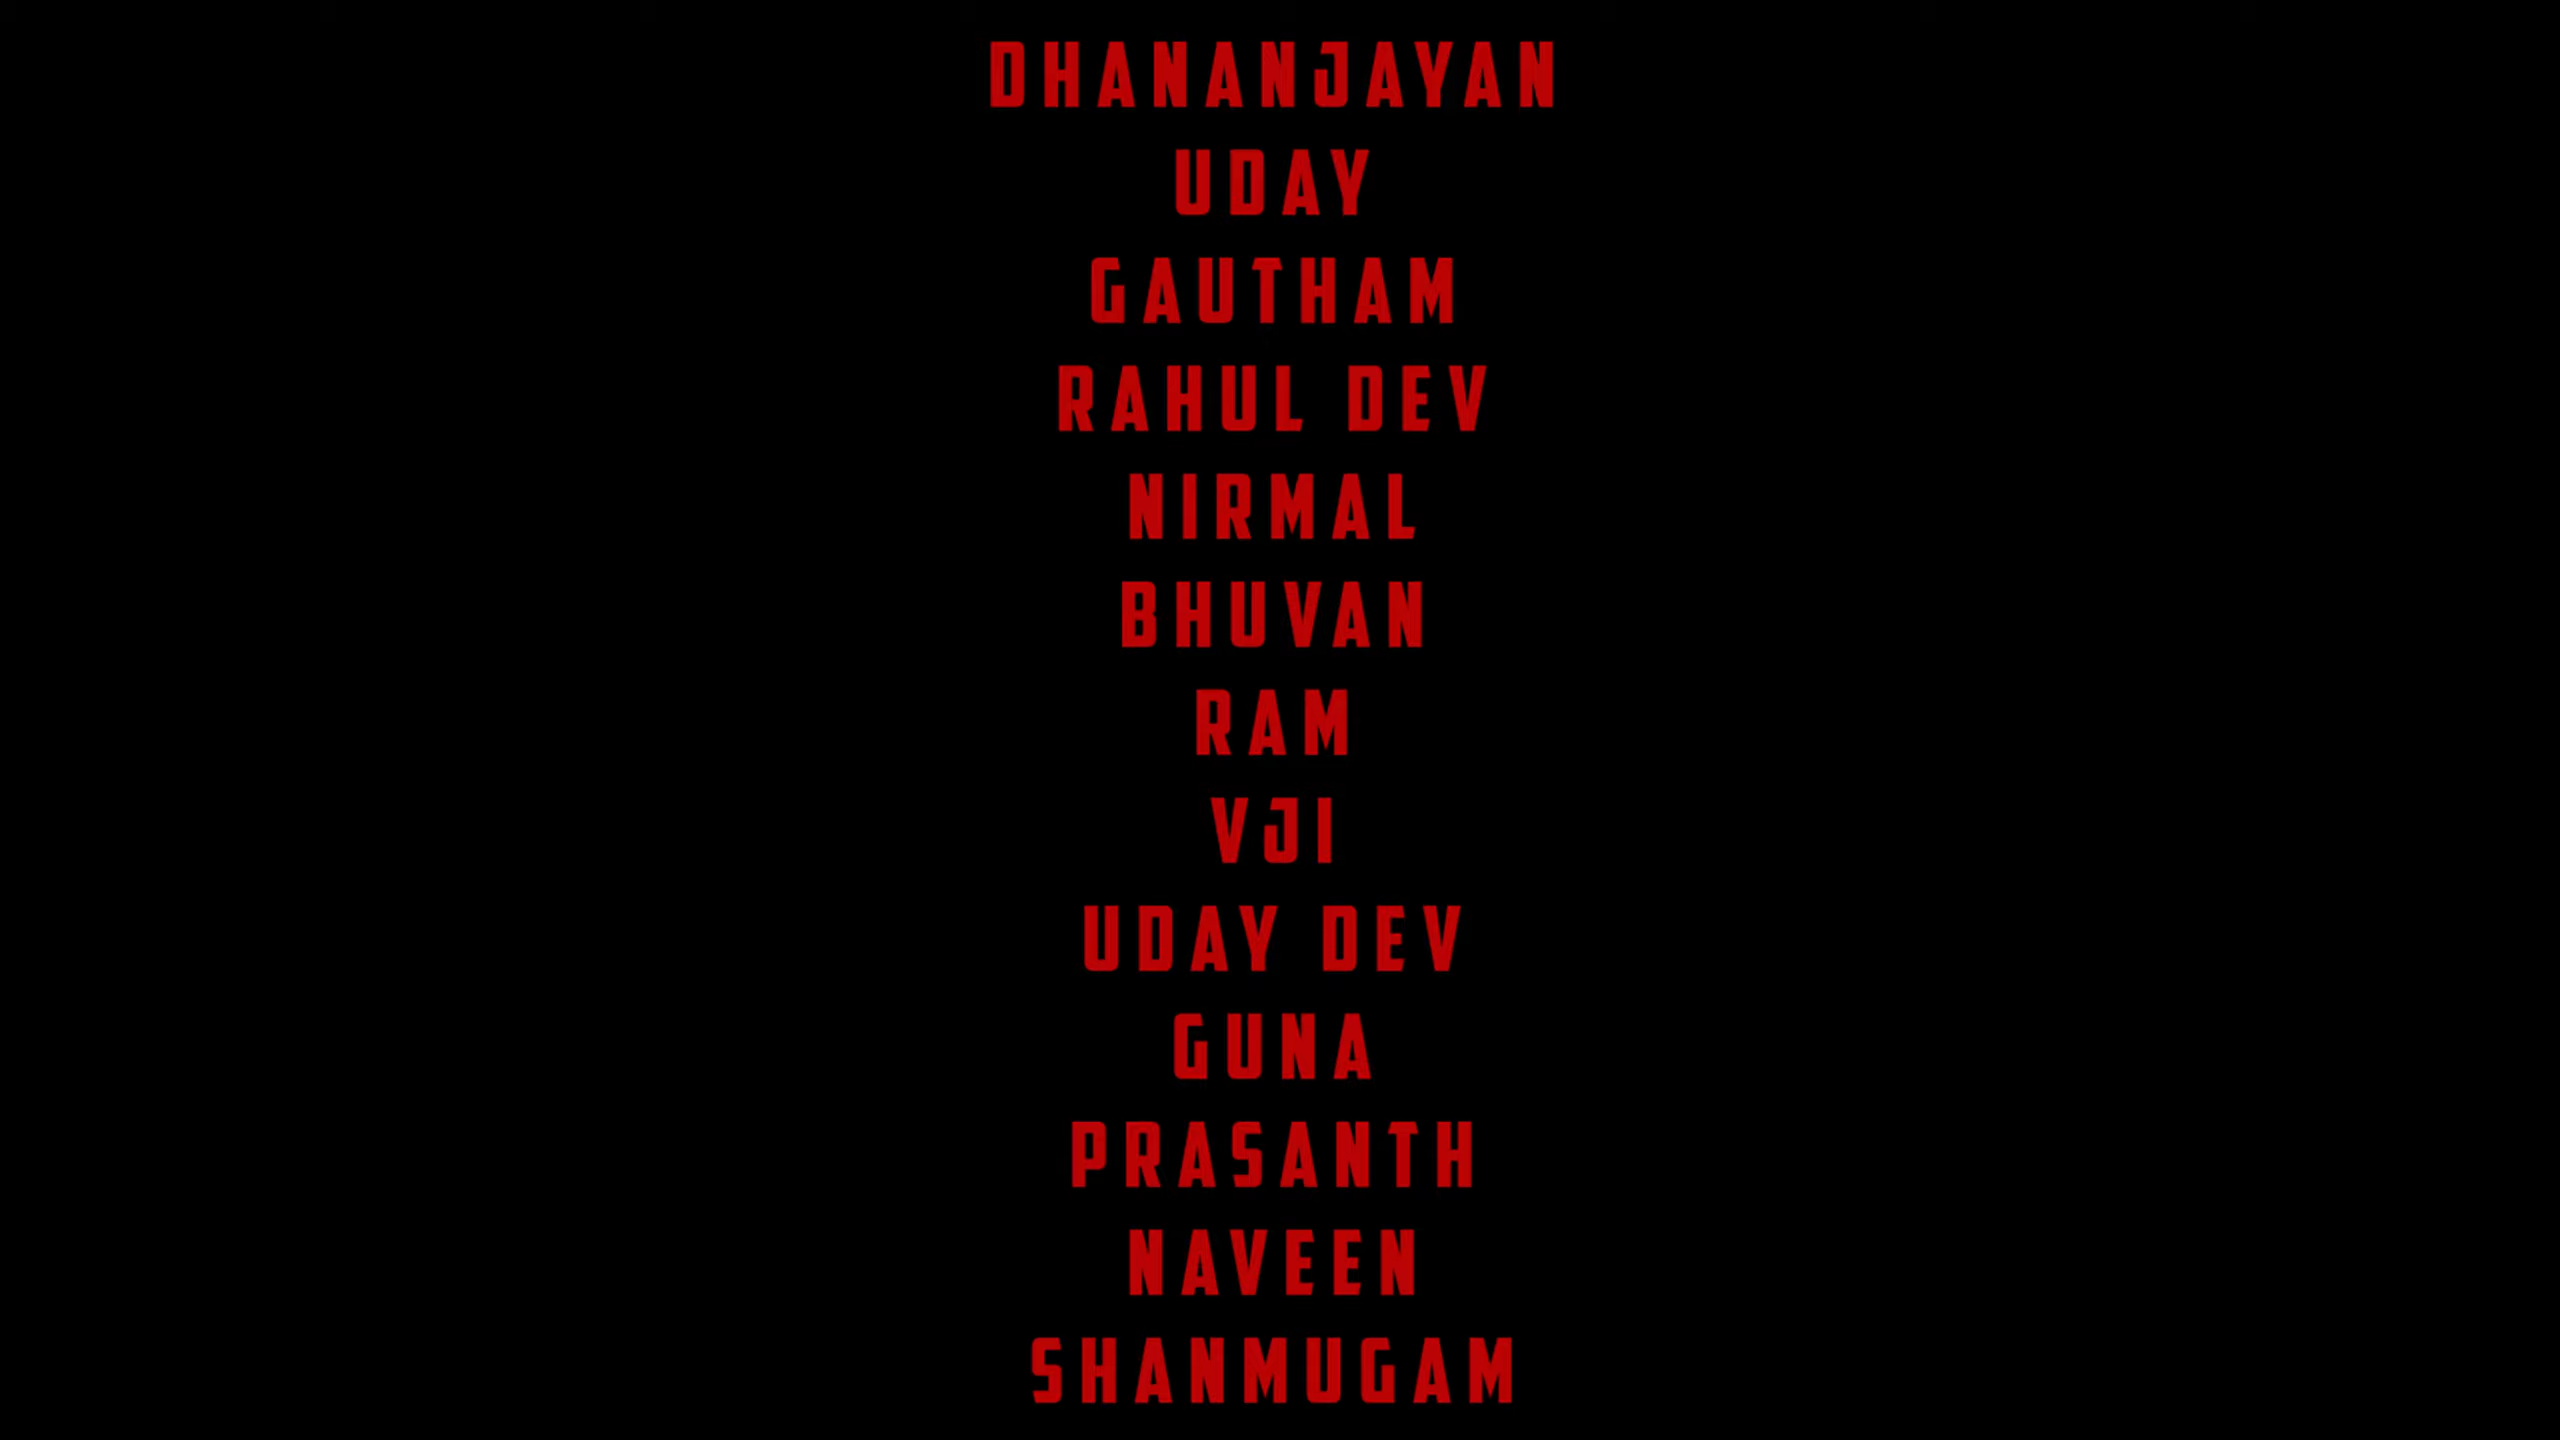 DHANANJAYAN
UDAY
GAUTHAM
RAHUL DEV
NIRMAL
BHUVAN
RAM
VJI
UDAY DEV
GUNA
PRASANTH
NAVEEN
SHANMUGAM